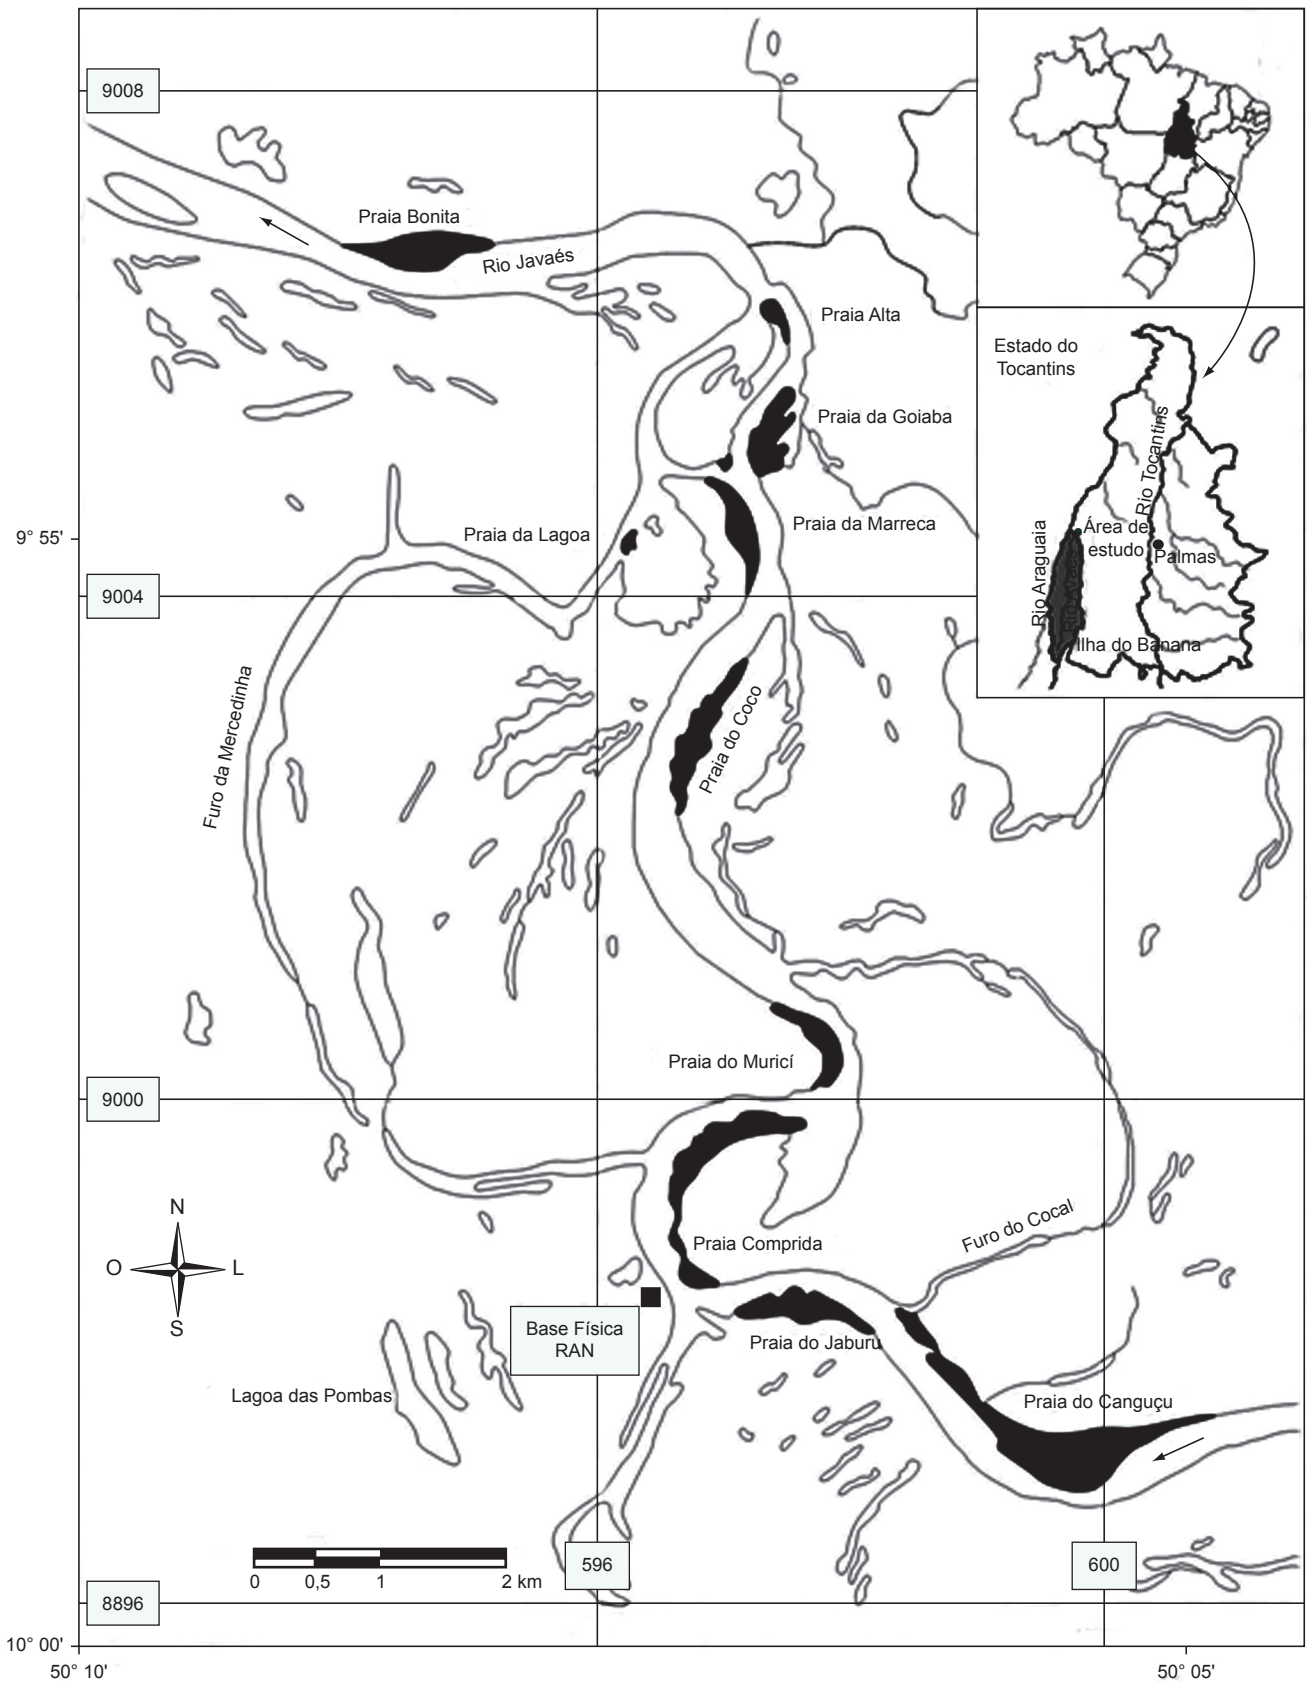 9008
Praia Bonita
Rio Javaés
Praia Alta
Estado do
Tocantins
Praia da Goiaba
Rio Tocantins
Praia da Lagoa
Praia da Marreca
9° 55'
Rio Araguaia
Área de
estudo
Palmas
9004
Ilha do Banana
Furo da Mercedinha
Praia do Coco
Praia do Muricí
9000
N
O
L
S
Praia Comprida
Furo do Cocal
Base Física
RAN
Praia do Jaburu
Lagoa das Pombas
Praia do Canguçu
0
0,5
1
2 km
596
600
8896
10° 00'
50° 10'
50° 05'